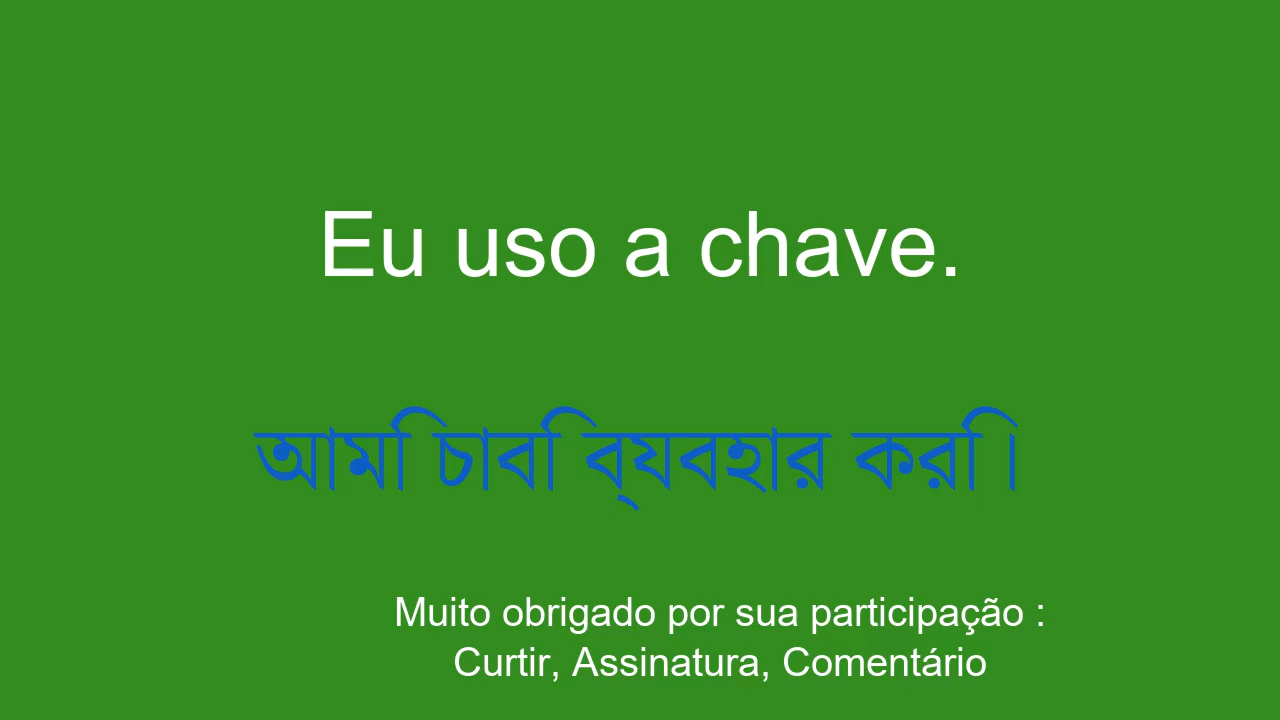 Eu uso a chave.
আমি চাবি ব্যবহার করি।
Muito obrigado por sua participação :
Curtir, Assinatura, Comentário